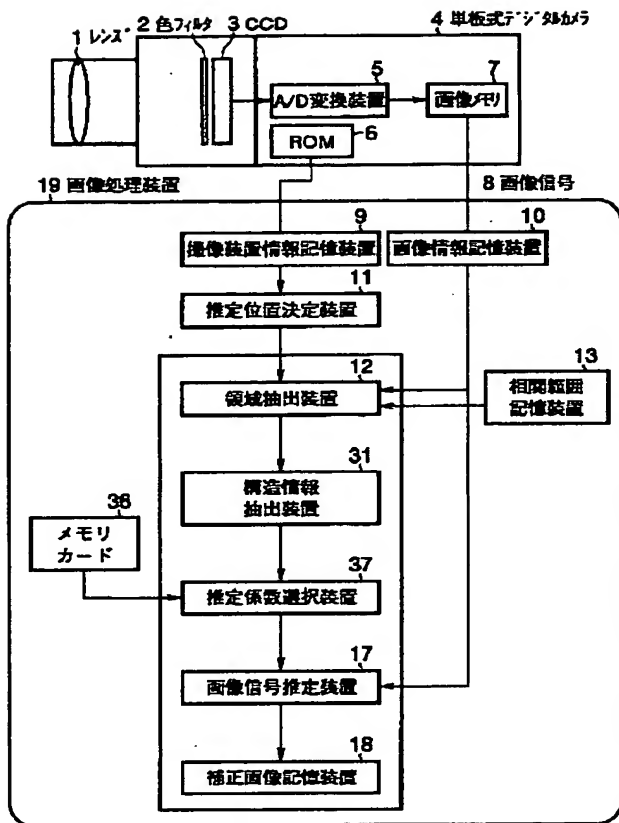 1 レンズ
2 色フィルタ
3 CCD
4 単板式デジタルカメラ
5
A/D変換装置
7
画像メモリ
6
ROM
19 画像処理装置
8 画像信号
9
撮像装置情報記憶装置
10
画像情報記憶装置
11
推定位置決定装置
12
領域抽出装置
13
相関範囲
記憶装置
31
構造情報
抽出装置
36
メモリ
カード
37
推定係数選択装置
17
画像信号推定装置
18
補正画像記憶装置